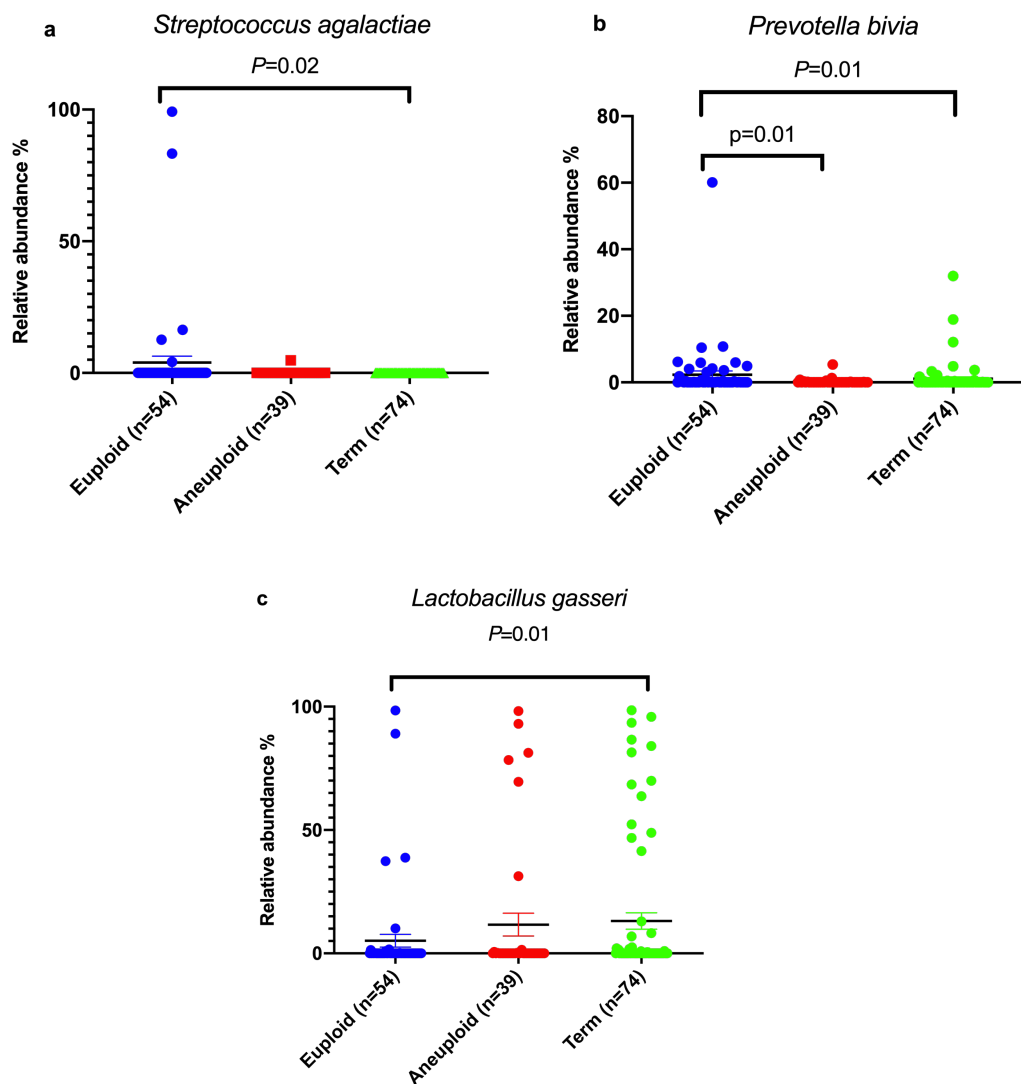 a
Streptococcus agalactiae
P=0.02
Relative abundance %
100
50
0
Euploid (n=54)
Aneuploid (n=39)
Term (n=74)
b
Prevotella bivia
P=0.01
p=0.01
Relative abundance %
80
60
40
20
0
Euploid (n=54)
Aneuploid (n=39)
Term (n=74)
c
Lactobacillus gasseri
P=0.01
Relative abundance %
100
50
0
Euploid (n=54)
Aneuploid (n=39)
Term (n=74)